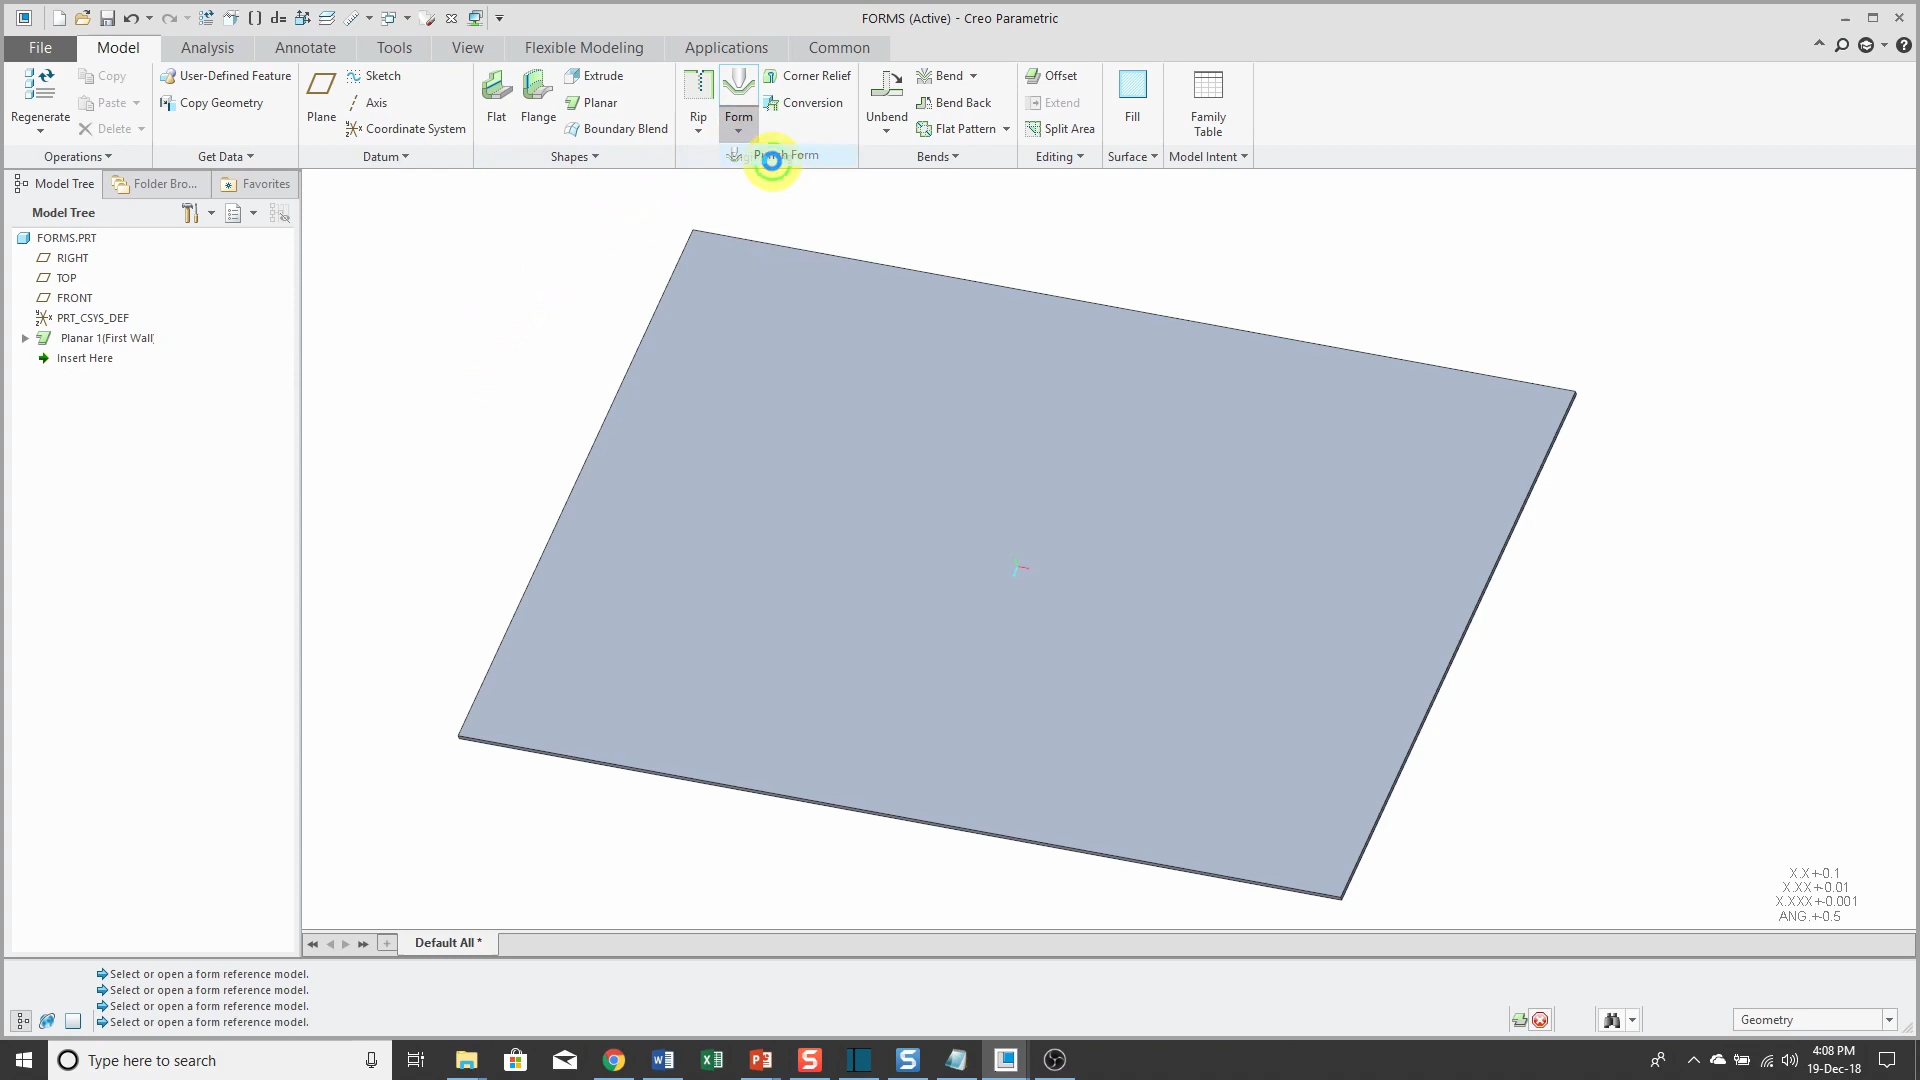 FORMS (Active) - Creo Parametric
File Model Analysis Annotate Tools View Flexible Modeling Applications Common
Regenerate
Copy
Paste
Delete
Operations
User-Defined Feature
Copy Geometry
Get Data
Plane
Sketch
Axis
Coordinate System
Datum
Flat
Flange
Extrude
Planar
Boundary Blend
Shapes
Rip
Form
Corner Relief
Conversion
Punch Form
Unbend
Bend
Bend Back
Flat Pattern
Bends
Offset
Extend
Split Area
Editing
Fill
Surface
Family
Table
Model Intent
Model Tree Folder Bro... Favorites
Model Tree
FORMS.PRT
RIGHT
TOP
FRONT
PRT_CSYS_DEF
Planar 1(First Wall)
Insert Here
X.X+-0.1
X.XX+-0.01
X.XXX+-0.001
ANG.+-0.5
Default All *
Select or open a form reference model.
Select or open a form reference model.
Select or open a form reference model.
Select or open a form reference model.
Geometry
Type here to search
4:08 PM
19-Dec-18